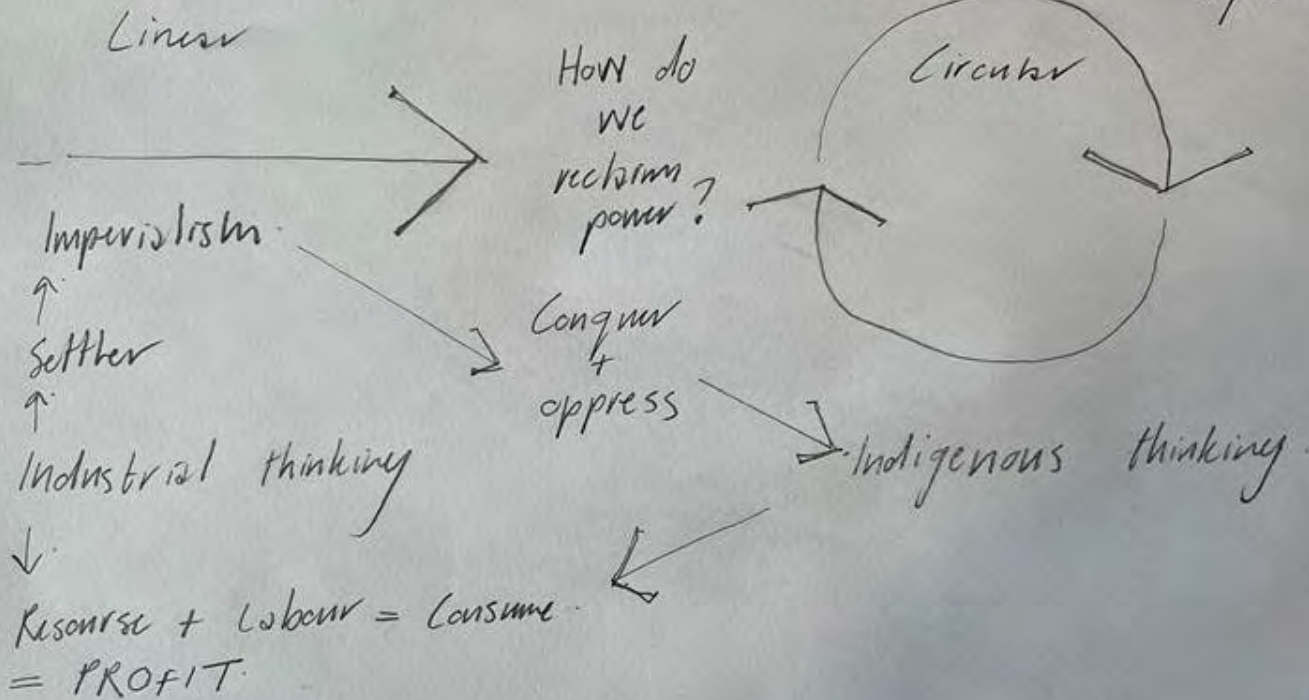 Linear
How do
we
reclaim
power?
Circular
Imperialism
Settler
Industrial thinking
Conquer
+
oppress
Indigenous thinking.
Resourse + Labour = Consume.
= PROFIT.